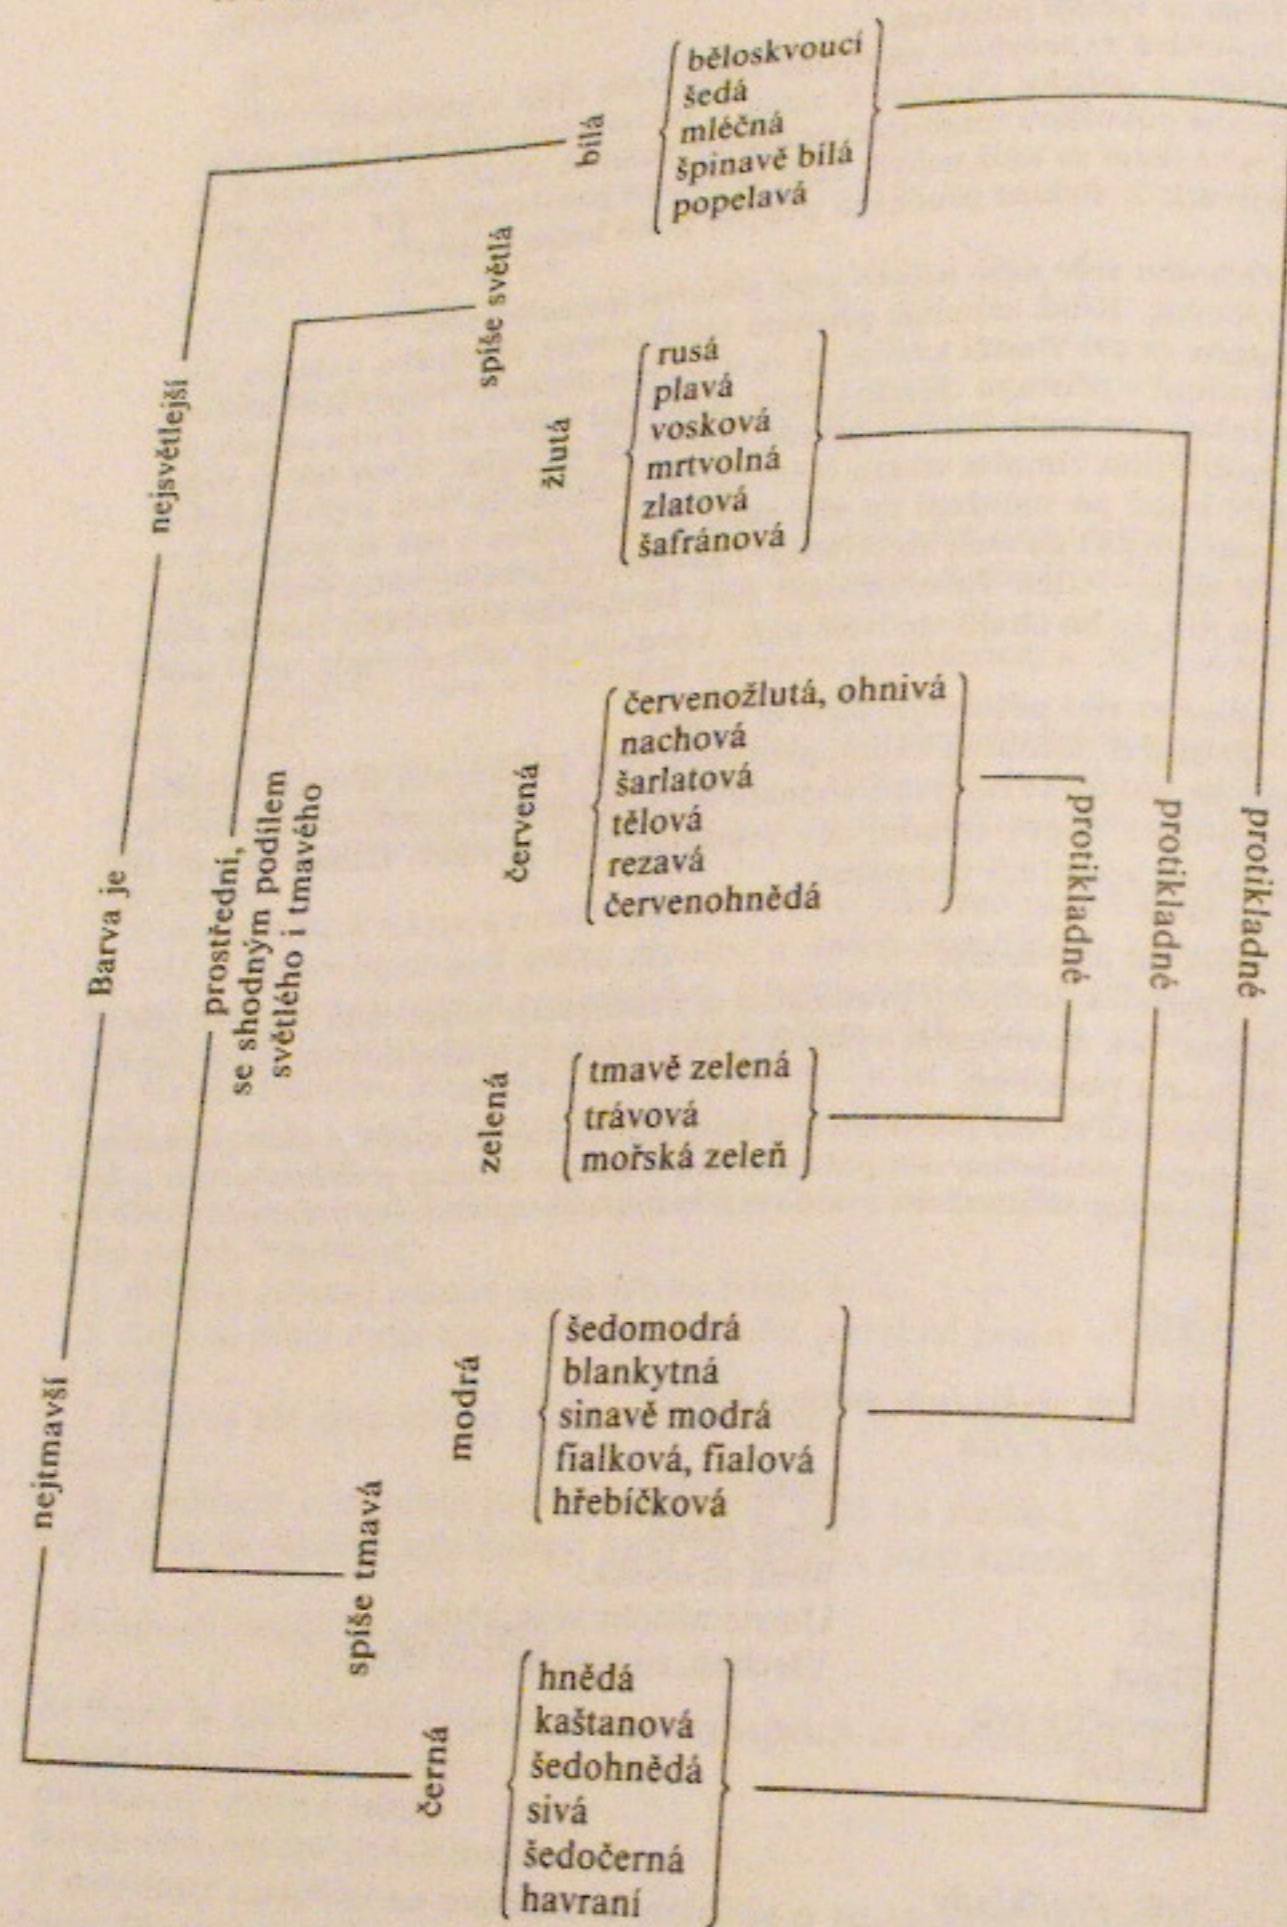 Barva je
nejsvětlejší
nejtmavší
prostřední,
se shodným podílem
světlého i tmavého
spíše světlá
spíše tmavá
bílá
běloskvoucí
šedá
mléčná
špinavě bílá
popelavá
žlutá
rusá
plavá
vosková
mrtvolná
zlatová
šafránová
červená
červenožlutá, ohnivá
nachová
šarlatová
tělová
rezavá
červenohnědá
zelená
tmavě zelená
trávová
mořská zeleň
modrá
šedomodrá
blankytná
sinavě modrá
fialková, fialová
hřebíčková
černá
hnědá
kaštanová
šedohnědá
sivá
šedočerná
havraní
protikladné
protikladné
protikladné